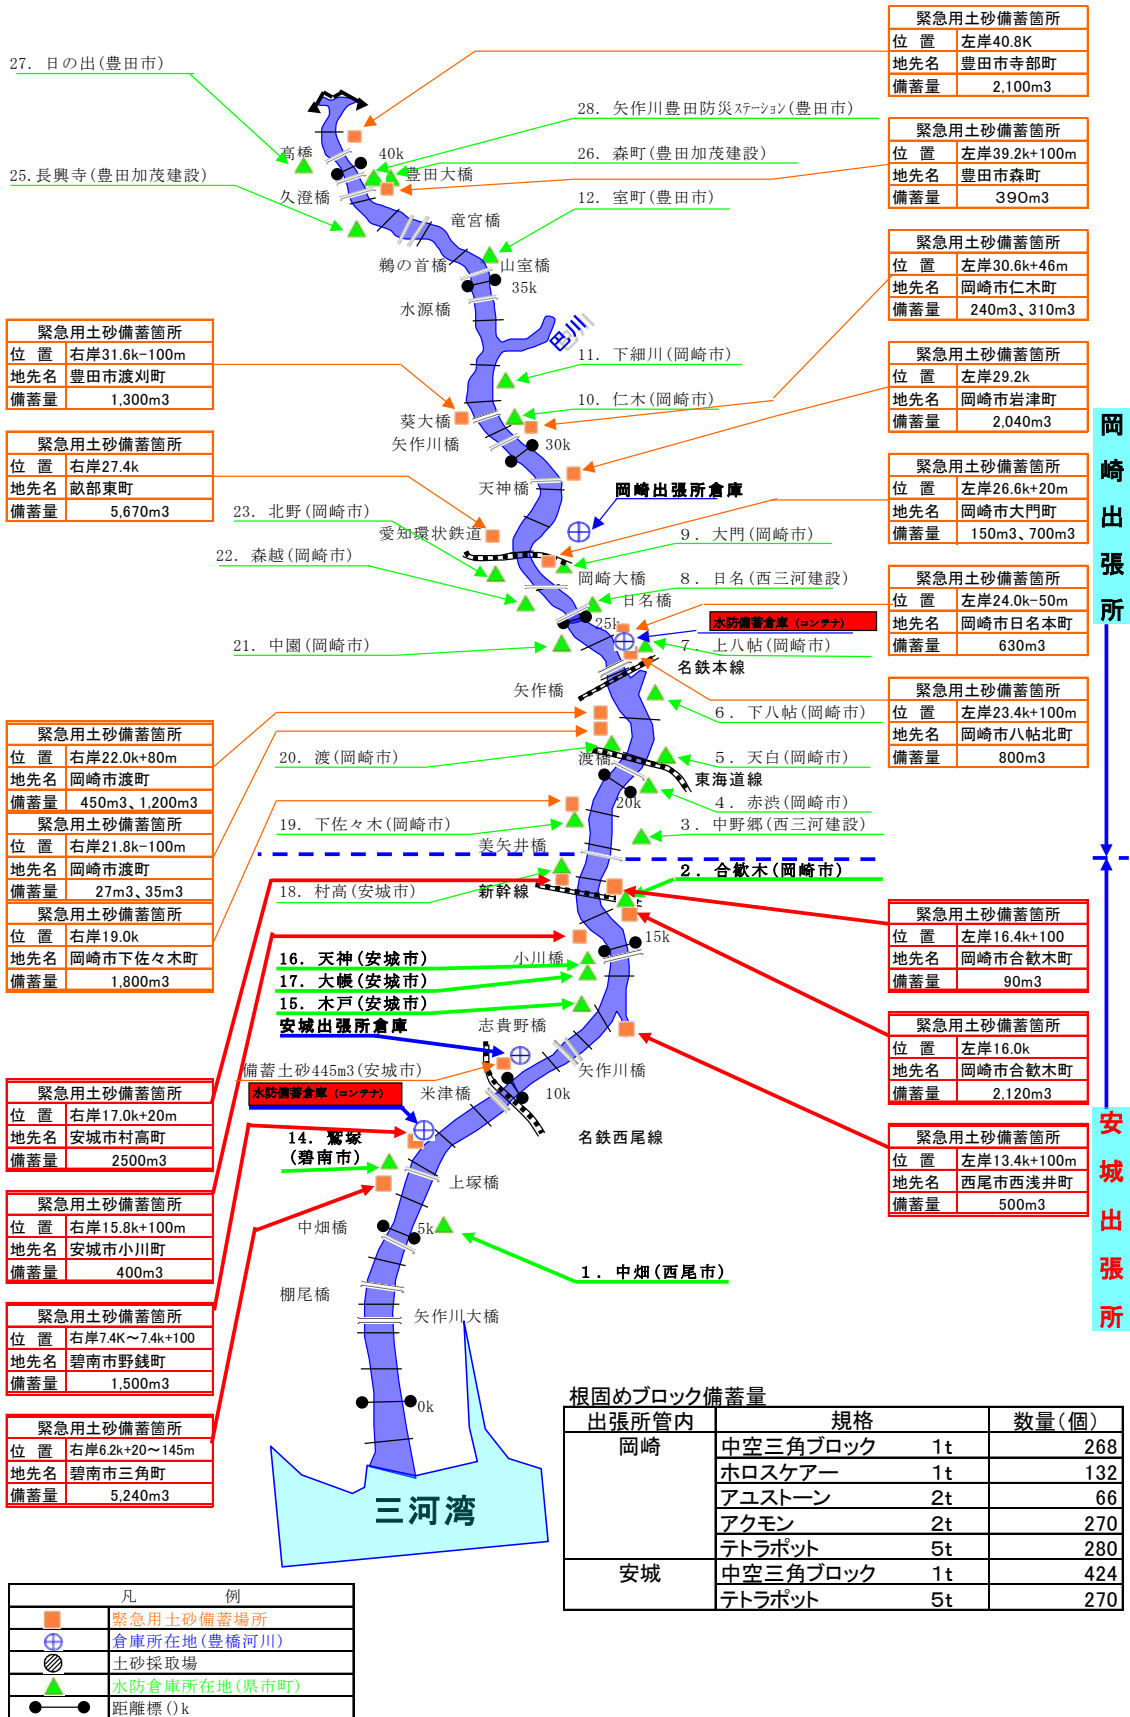 緊急用土砂備蓄箇所
位 置 左岸40.8K
地先名 豊田市寺部町
備蓄量 2,100m3
緊急用土砂備蓄箇所
位 置 左岸39.2k+100m
地先名 豊田市森町
備蓄量 390m3
緊急用土砂備蓄箇所
位 置 左岸30.6k+46m
地先名 岡崎市仁木町
備蓄量 240m3、310m3
緊急用土砂備蓄箇所
位 置 左岸29.2k
地先名 岡崎市岩津町
備蓄量 2,040m3
緊急用土砂備蓄箇所
位 置 左岸26.6k+20m
地先名 岡崎市大門町
備蓄量 150m3、700m3
緊急用土砂備蓄箇所
位 置 左岸24.0k-50m
地先名 岡崎市日名本町
備蓄量 630m3
緊急用土砂備蓄箇所
位 置 左岸23.4k+100m
地先名 岡崎市八帖北町
備蓄量 800m3
緊急用土砂備蓄箇所
位 置 左岸16.4k+100
地先名 岡崎市合歓木町
備蓄量 90m3
緊急用土砂備蓄箇所
位 置 左岸16.0k
地先名 岡崎市合歓木町
備蓄量 2,120m3
緊急用土砂備蓄箇所
位 置 左岸13.4k+100m
地先名 西尾市西浅井町
備蓄量 500m3
岡崎出張所
安城出張所
27. 日の出(豊田市)
28. 矢作川豊田防災ステーション(豊田市)
高橋
40k
26. 森町(豊田加茂建設)
25. 長興寺(豊田加茂建設)
豊田大橋
久澄橋
12. 室町(豊田市)
竜宮橋
鵜の首橋
山室橋
35k
水源橋
巴川
11. 下細川(岡崎市)
10. 仁木(岡崎市)
葵大橋
矢作川橋
30k
天神橋
岡崎出張所倉庫
23. 北野(岡崎市)
愛知環状鉄道
9. 大門(岡崎市)
22. 森越(岡崎市)
岡崎大橋
8. 日名(西三河建設)
日名橋
25k
水防備蓄倉庫 (コンテナ)
21. 中園(岡崎市)
7. 上八帖(岡崎市)
名鉄本線
矢作橋
6. 下八帖(岡崎市)
20. 渡(岡崎市)
渡橋
5. 天白(岡崎市)
東海道線
20k
4. 赤渋(岡崎市)
19. 下佐々木(岡崎市)
3. 中野郷(西三河建設)
美矢井橋
2. 合歓木(岡崎市)
18. 村高(安城市)
新幹線
15k
16. 天神(安城市)
小川橋
17. 大帳(安城市)
15. 木戸(安城市)
安城出張所倉庫
志貴野橋
備蓄土砂445m3(安城市)
矢作川橋
米津橋
10k
水防備蓄倉庫 (コンテナ)
名鉄西尾線
14. 鷲塚
(碧南市)
上塚橋
中畑橋
5k
1. 中畑(西尾市)
棚尾橋
矢作川大橋
0k
三河湾
緊急用土砂備蓄箇所
位 置 右岸31.6k-100m
地先名 豊田市渡刈町
備蓄量 1,300m3
緊急用土砂備蓄箇所
位 置 右岸27.4k
地先名 畝部東町
備蓄量 5,670m3
緊急用土砂備蓄箇所
位 置 右岸22.0k+80m
地先名 岡崎市渡町
備蓄量 450m3、1,200m3
緊急用土砂備蓄箇所
位 置 右岸21.8k-100m
地先名 岡崎市渡町
備蓄量 27m3、35m3
緊急用土砂備蓄箇所
位 置 右岸19.0k
地先名 岡崎市下佐々木町
備蓄量 1,800m3
緊急用土砂備蓄箇所
位 置 右岸17.0k+20m
地先名 安城市村高町
備蓄量 2500m3
緊急用土砂備蓄箇所
位 置 右岸15.8k+100m
地先名 安城市小川町
備蓄量 400m3
緊急用土砂備蓄箇所
位 置 右岸7.4K~7.4k+100
地先名 碧南市野銭町
備蓄量 1,500m3
緊急用土砂備蓄箇所
位 置 右岸6.2k+20~145m
地先名 碧南市三角町
備蓄量 5,240m3
根固めブロック備蓄量
出張所管内 規格 数量(個)
岡崎 中空三角ブロック 1t 268
ホロスケアー 1t 132
アユストーン 2t 66
アクモン 2t 270
テトラポット 5t 280
安城 中空三角ブロック 1t 424
テトラポット 5t 270
凡 例
緊急用土砂備蓄場所
倉庫所在地(豊橋河川)
土砂採取場
水防倉庫所在地(県市町)
距離標()k